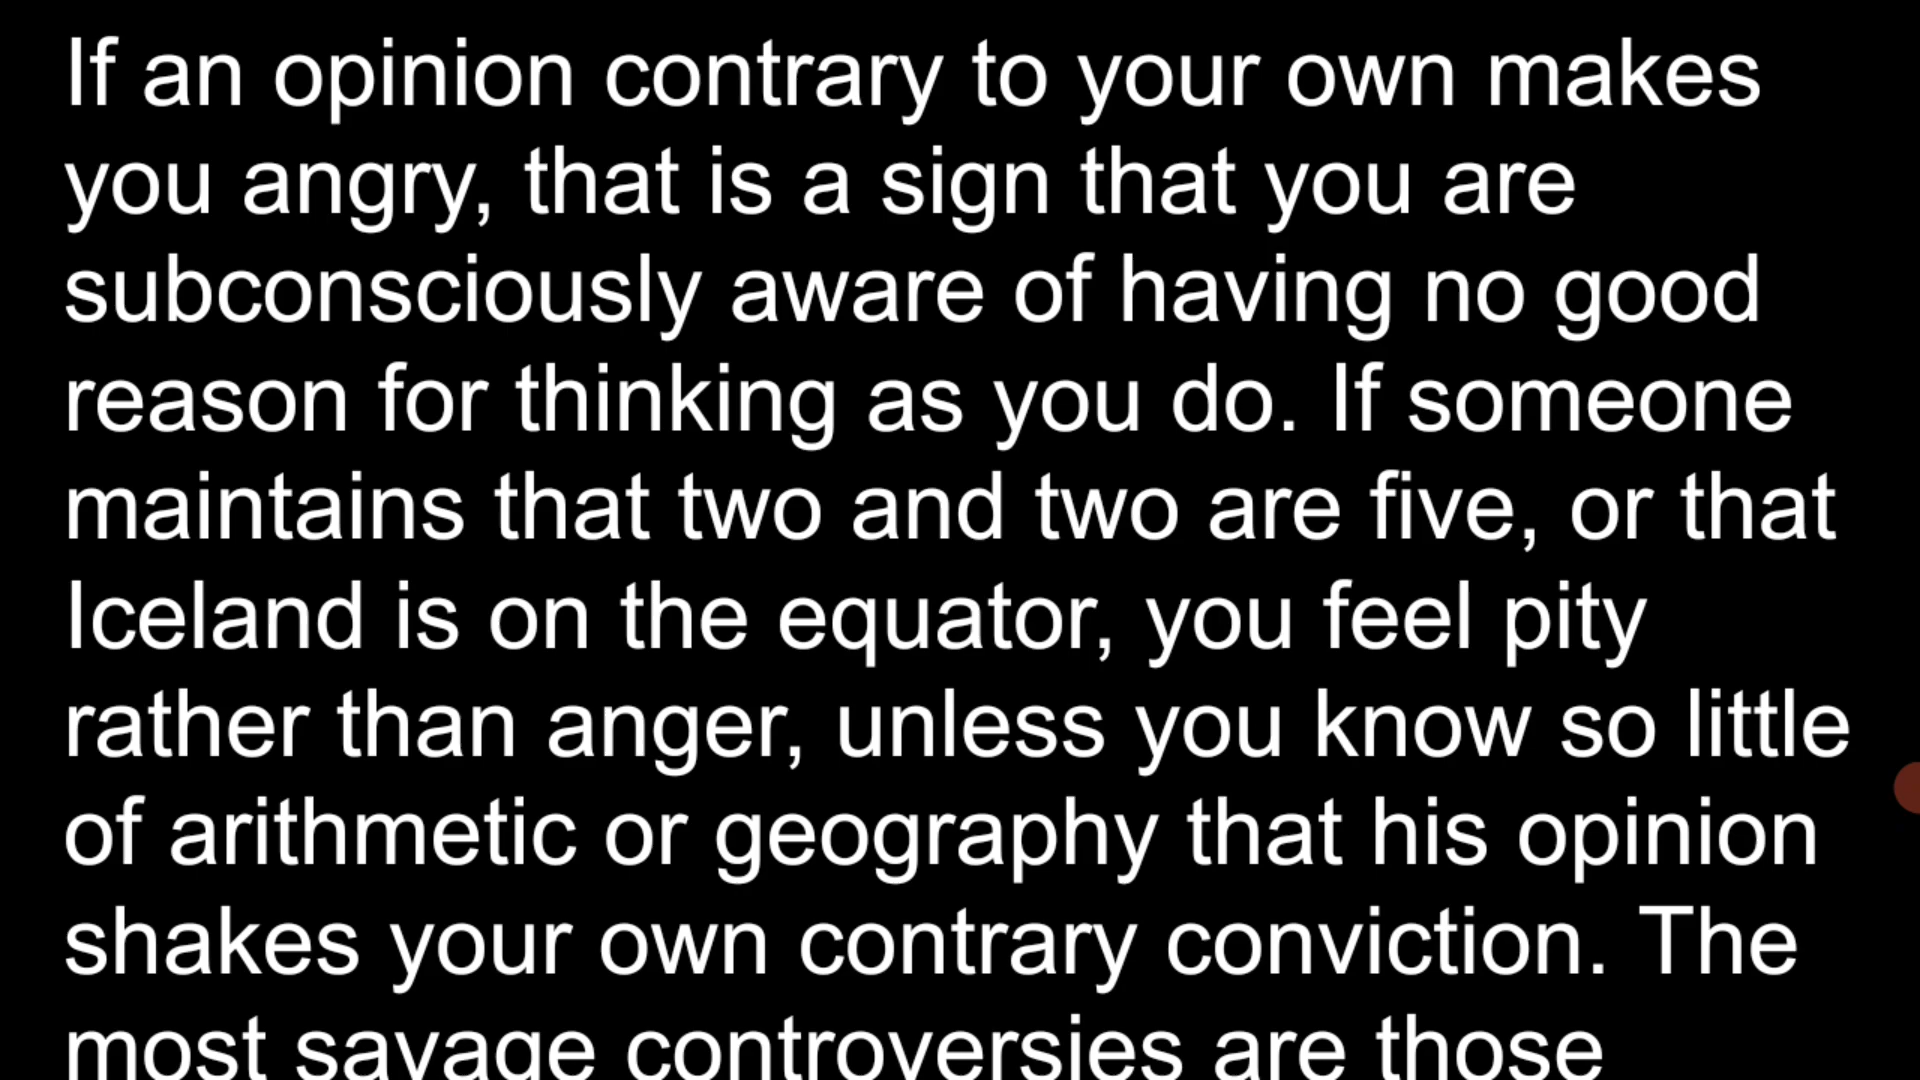 If an opinion contrary to your own makes
you angry, that is a sign that you are
subconsciously aware of having no good
reason for thinking as you do. If someone
maintains that two and two are five, or that
Iceland is on the equator, you feel pity
rather than anger, unless you know so little
of arithmetic or geography that his opinion
shakes your own contrary conviction. The
most savage controversies are those